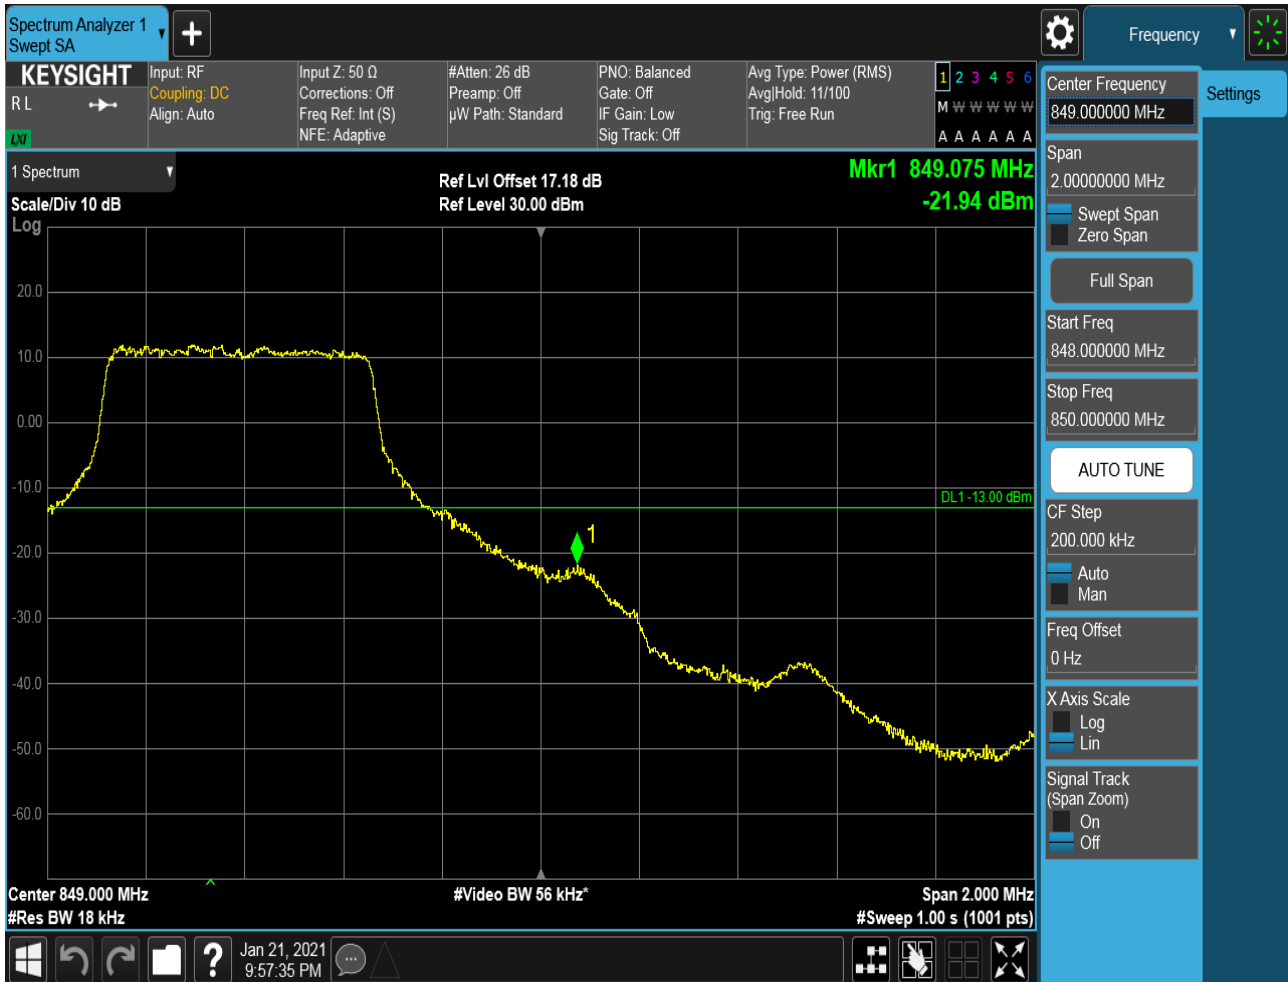 Spectrum Analyzer 1
Swept SA
Frequency
KEYSIGHT
R L
LXI
Input: RF
Coupling: DC
Align: Auto
Input Z: 50 Ω
Corrections: Off
Freq Ref: Int (S)
NFE: Adaptive
#Atten: 26 dB
Preamp: Off
µW Path: Standard
PNO: Balanced
Gate: Off
IF Gain: Low
Sig Track: Off
Avg Type: Power (RMS)
Avg|Hold: 11/100
Trig: Free Run
1 2 3 4 5 6
M W W W W W
A A A A A A
1 Spectrum
Scale/Div 10 dB
Log
Ref Lvl Offset 17.18 dB
Ref Level 30.00 dBm
Mkr1 849.075 MHz
-21.94 dBm
20.0
10.0
0.00
-10.0
-20.0
-30.0
-40.0
-50.0
-60.0
DL1 -13.00 dBm
1
Center 849.000 MHz
#Res BW 18 kHz
#Video BW 56 kHz*
Span 2.000 MHz
#Sweep 1.00 s (1001 pts)
Jan 21, 2021
9:57:35 PM
?
Center Frequency
849.000000 MHz
Settings
Span
2.00000000 MHz
Swept Span
Zero Span
Full Span
Start Freq
848.000000 MHz
Stop Freq
850.000000 MHz
AUTO TUNE
CF Step
200.000 kHz
Auto
Man
Freq Offset
0 Hz
X Axis Scale
Log
Lin
Signal Track
(Span Zoom)
On
Off